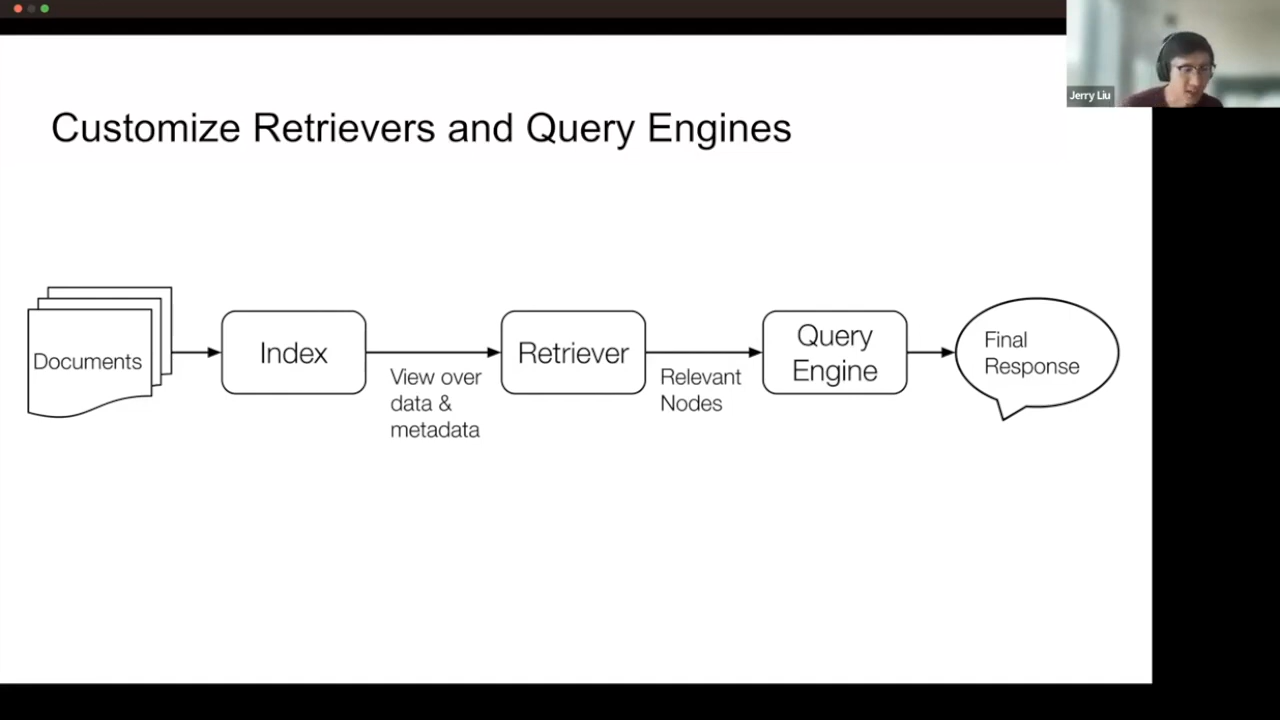 Jerry Liu
Customize Retrievers and Query Engines
Documents
Index
View over
data &
metadata
Retriever
Relevant
Nodes
Query
Engine
Final
Response